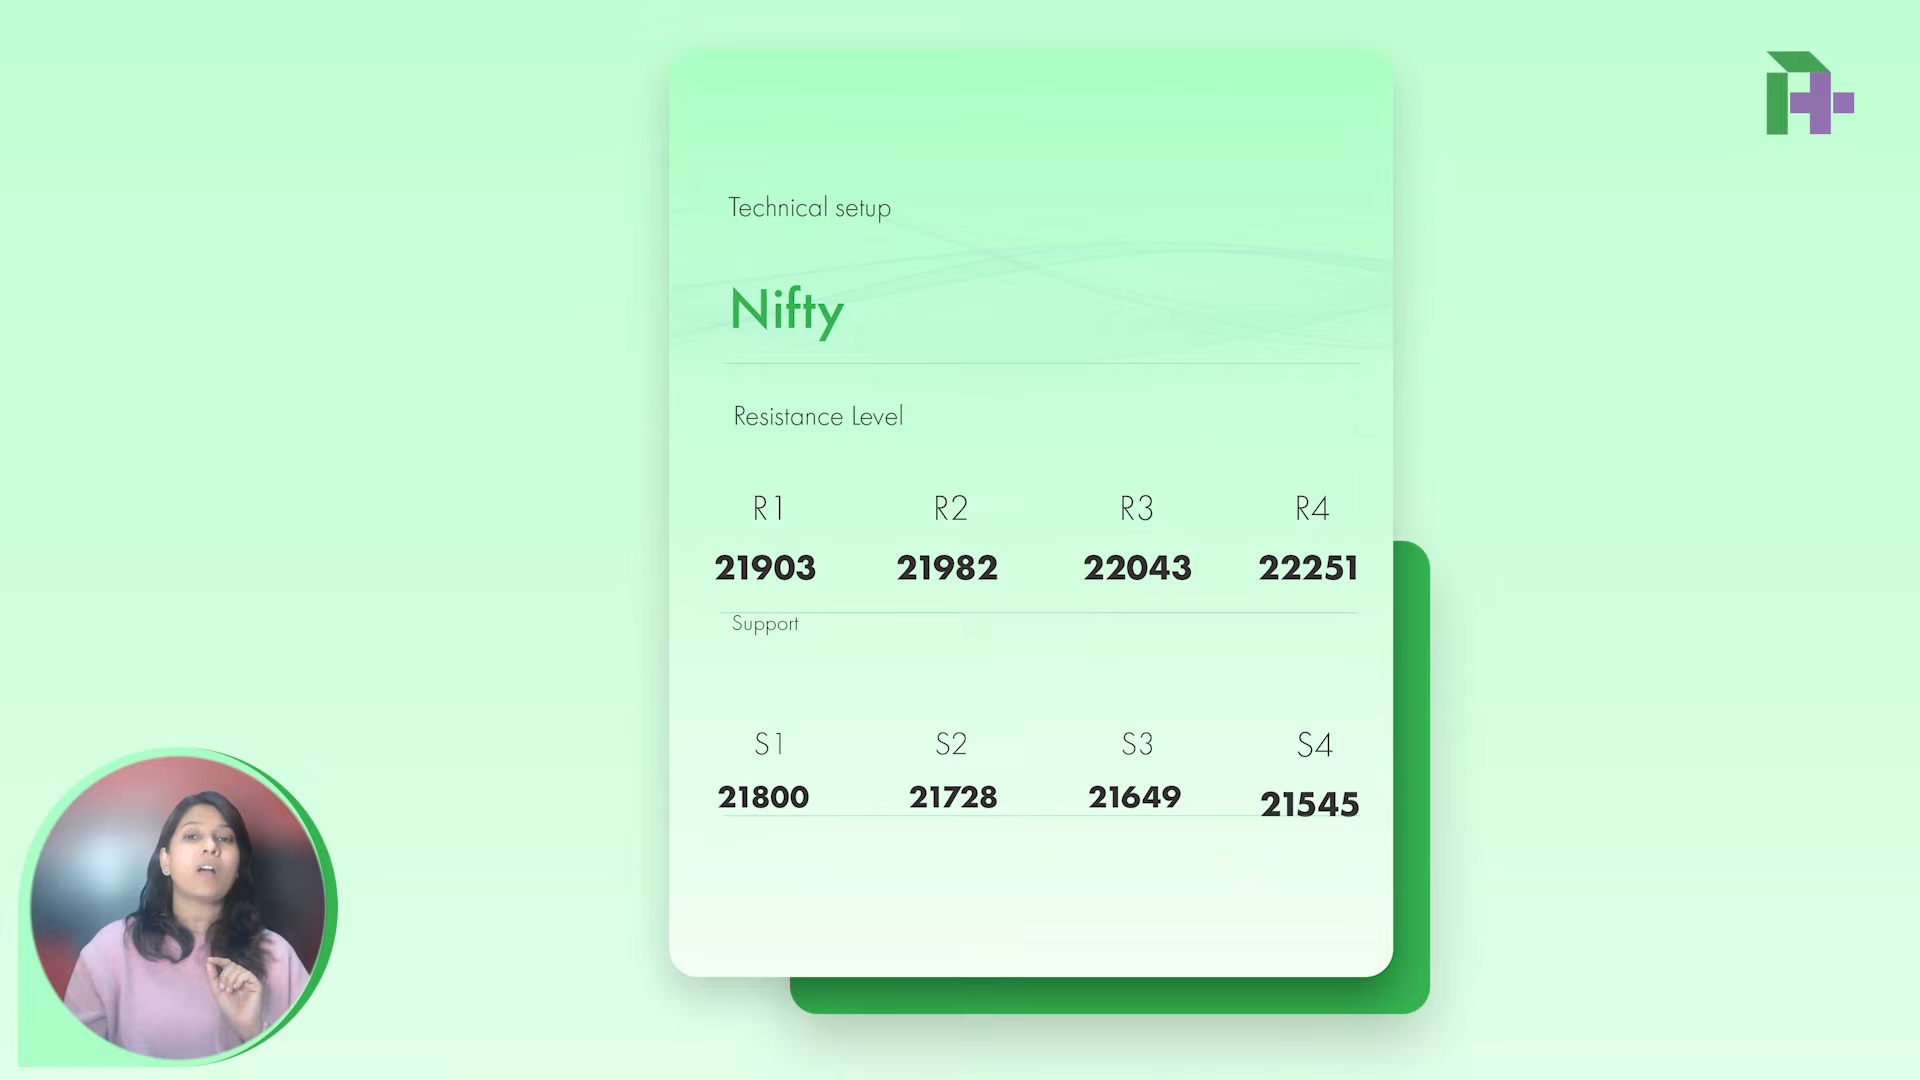 Technical setup
Nifty
Resistance Level
R1 R2 R3 R4
21903 21982 22043 22251
Support
S1 S2 S3 S4
21800 21728 21649 21545